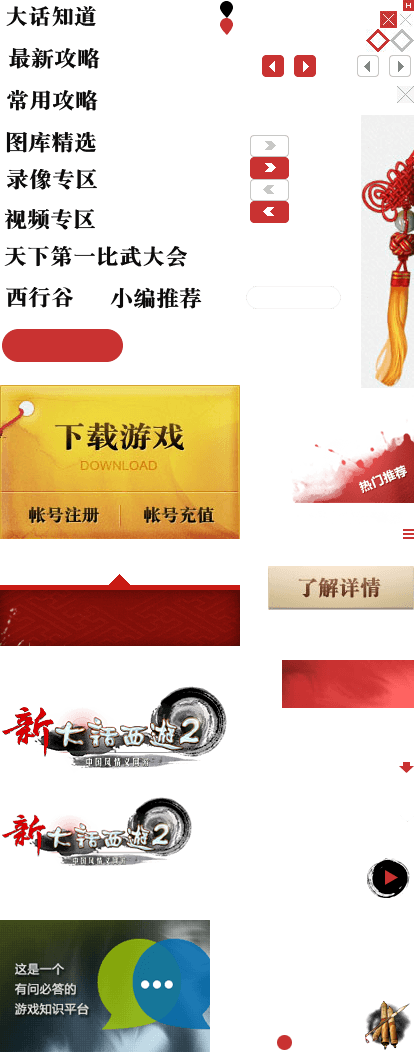 大话知道
最新攻略
常用攻略
图库精选
录像专区
视频专区
天下第一比武大会
西行谷
小编推荐
下载游戏
DOWNLOAD
帐号注册
帐号充值
热门推荐
了解详情
新大话西游2
中国风情义网游
新大话西游2
中国风情义网游
这是一个
有问必答的
游戏知识平台
H